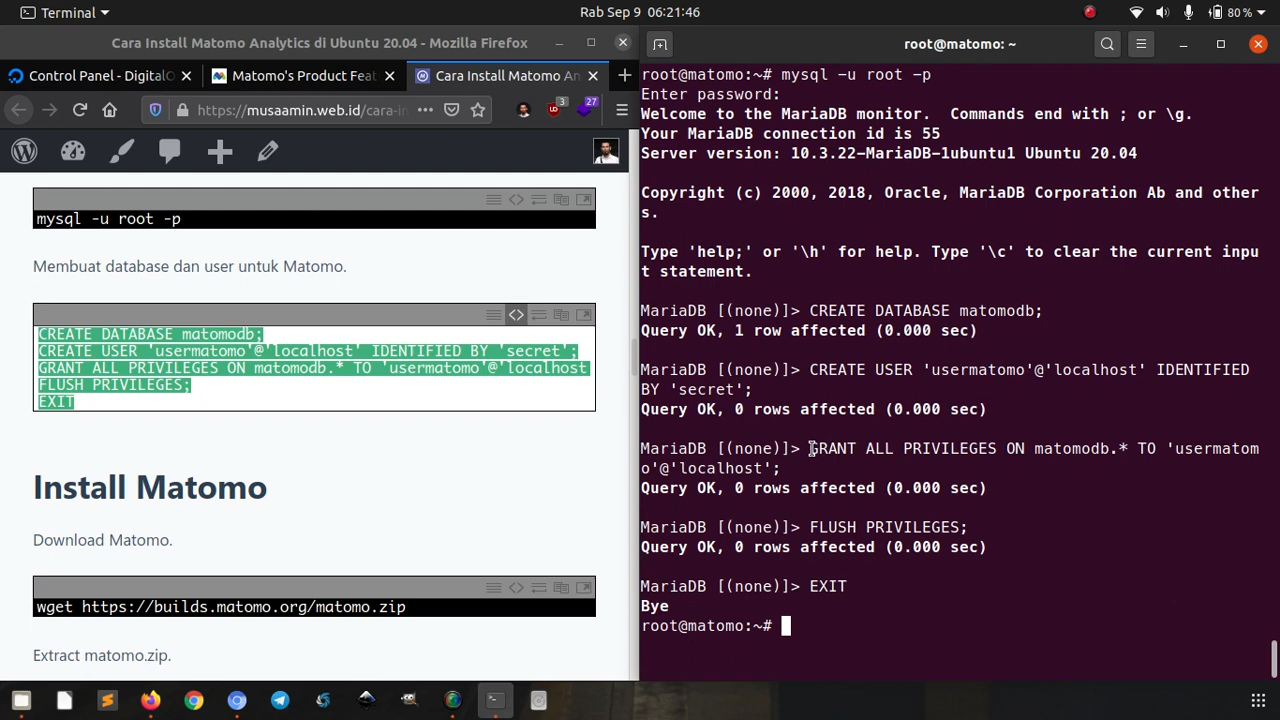 Terminal
Rab Sep 9 06:21:46
80 %
Cara Install Matomo Analytics di Ubuntu 20.04 - Mozilla Firefox
Control Panel - DigitalO
Matomo's Product Fea
Cara Install Matomo An
https://musaamin.web.id/cara-in
3
27
mysql -u root -p
Membuat database dan user untuk Matomo.
CREATE DATABASE matomodb;
CREATE USER 'usermatomo'@'localhost' IDENTIFIED BY 'secret';
GRANT ALL PRIVILEGES ON matomodb.* TO 'usermatomo'@'localhost
FLUSH PRIVILEGES;
EXIT
Install Matomo
Download Matomo.
wget https://builds.matomo.org/matomo.zip
Extract matomo.zip.
root@matomo: ~
root@matomo:~# mysql -u root -p
Enter password:
Welcome to the MariaDB monitor.  Commands end with ; or \g.
Your MariaDB connection id is 55
Server version: 10.3.22-MariaDB-1ubuntu1 Ubuntu 20.04
Copyright (c) 2000, 2018, Oracle, MariaDB Corporation Ab and other
s.
Type 'help;' or '\h' for help. Type '\c' to clear the current inpu
t statement.
MariaDB [(none)]> CREATE DATABASE matomodb;
Query OK, 1 row affected (0.000 sec)
MariaDB [(none)]> CREATE USER 'usermatomo'@'localhost' IDENTIFIED
BY 'secret';
Query OK, 0 rows affected (0.000 sec)
MariaDB [(none)]> GRANT ALL PRIVILEGES ON matomodb.* TO 'usermatom
o'@'localhost';
Query OK, 0 rows affected (0.000 sec)
MariaDB [(none)]> FLUSH PRIVILEGES;
Query OK, 0 rows affected (0.000 sec)
MariaDB [(none)]> EXIT
Bye
root@matomo:~#